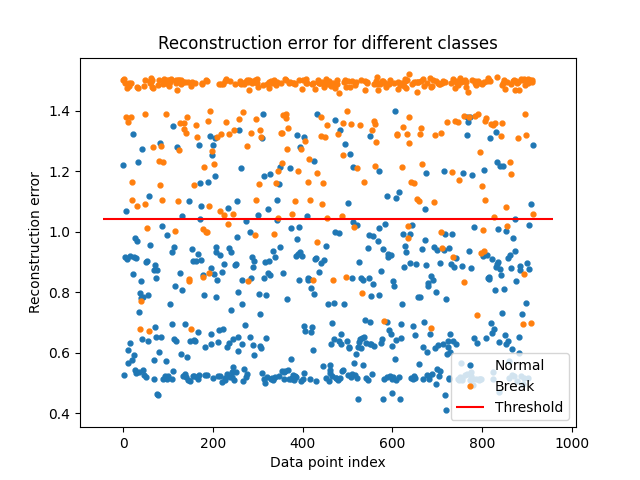 Reconstruction error for different classes
Reconstruction error
1.4
1.2
1.0
0.8
0.6
0.4
Normal
Break
Threshold
0
200
400
600
800
1000
Data point index